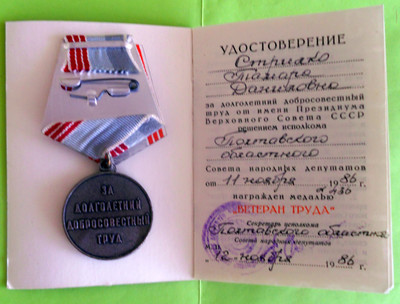 ЗА
ДОЛГОЛЕТНИЙ
ДОБРОСОВЕСТНЫЙ
ТРУД
УДОСТОВЕРЕНИЕ
Тамара
Даниловна
за долголетний добросовестный
труд от имени Президиума
Верховного Совета СССР
решением исполкома
Полтавского
областного
Совета народных депутатов
от 11 ноября 1986 г.
награжден медалью
"ВЕТЕРАН ТРУДА"
Секретарь исполкома
Полтавского областного
Совета народных депутатов
12 ноября 1986 г.